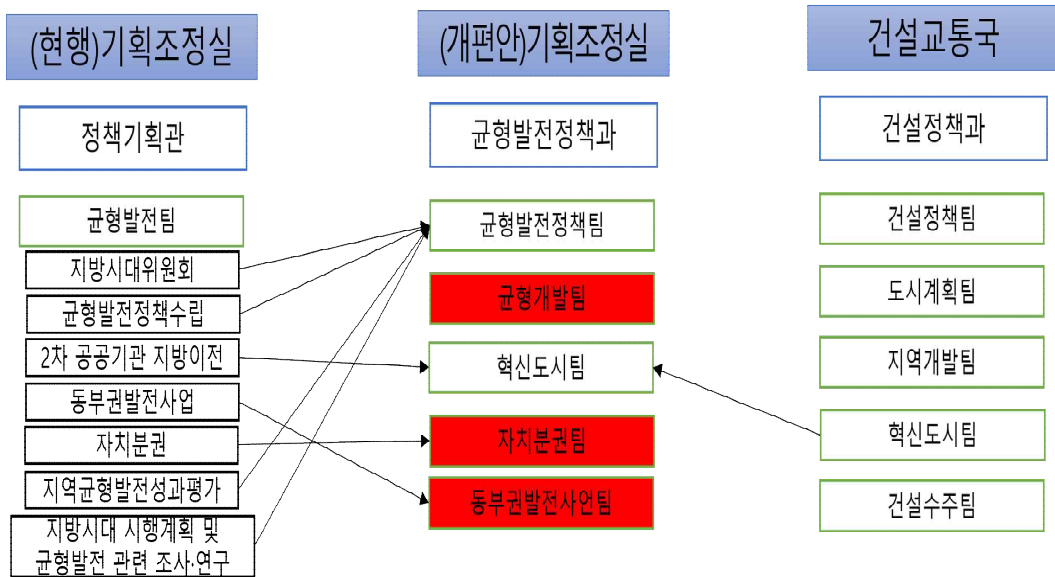 (현행)기획조정실
정책기획관
균형발전팀
지방시대위원회
균형발전정책수립
2차 공공기관 지방이전
동부권발전사업
자치분권
지역균형발전성과평가
지방시대 시행계획 및
균형발전 관련 조사·연구
(개편안)기획조정실
균형발전정책과
균형발전정책팀
균형개발팀
혁신도시팀
자치분권팀
동부권발전사언팀
건설교통국
건설정책과
건설정책팀
도시계획팀
지역개발팀
혁신도시팀
건설수주팀